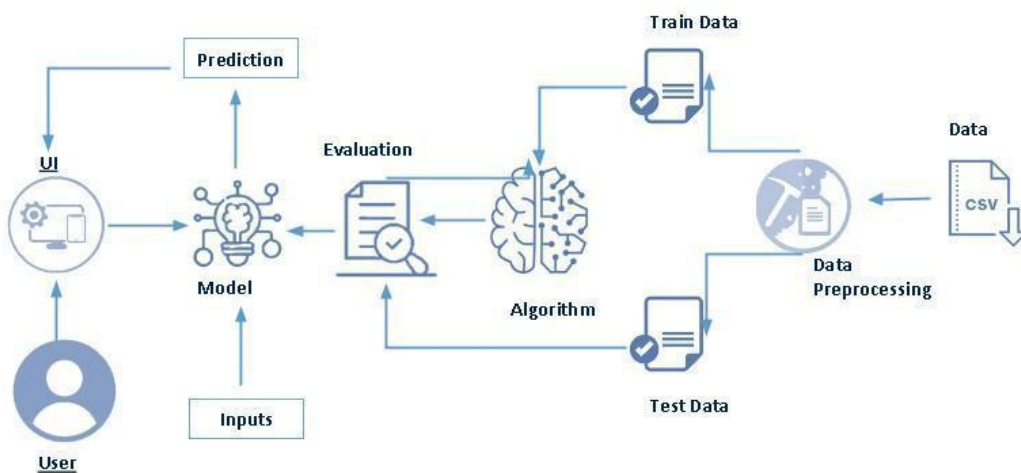 Train Data
Prediction
Data
Evaluation
UI
CSV
Model
Data
Preprocessing
Algorithm
Inputs
Test Data
User